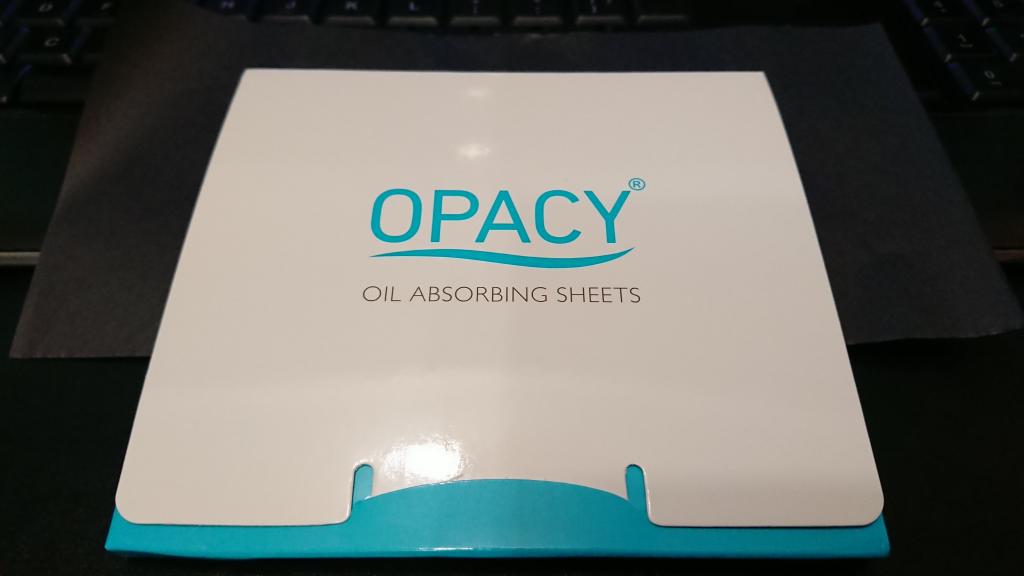 OPACY®
OIL ABSORBING SHEETS